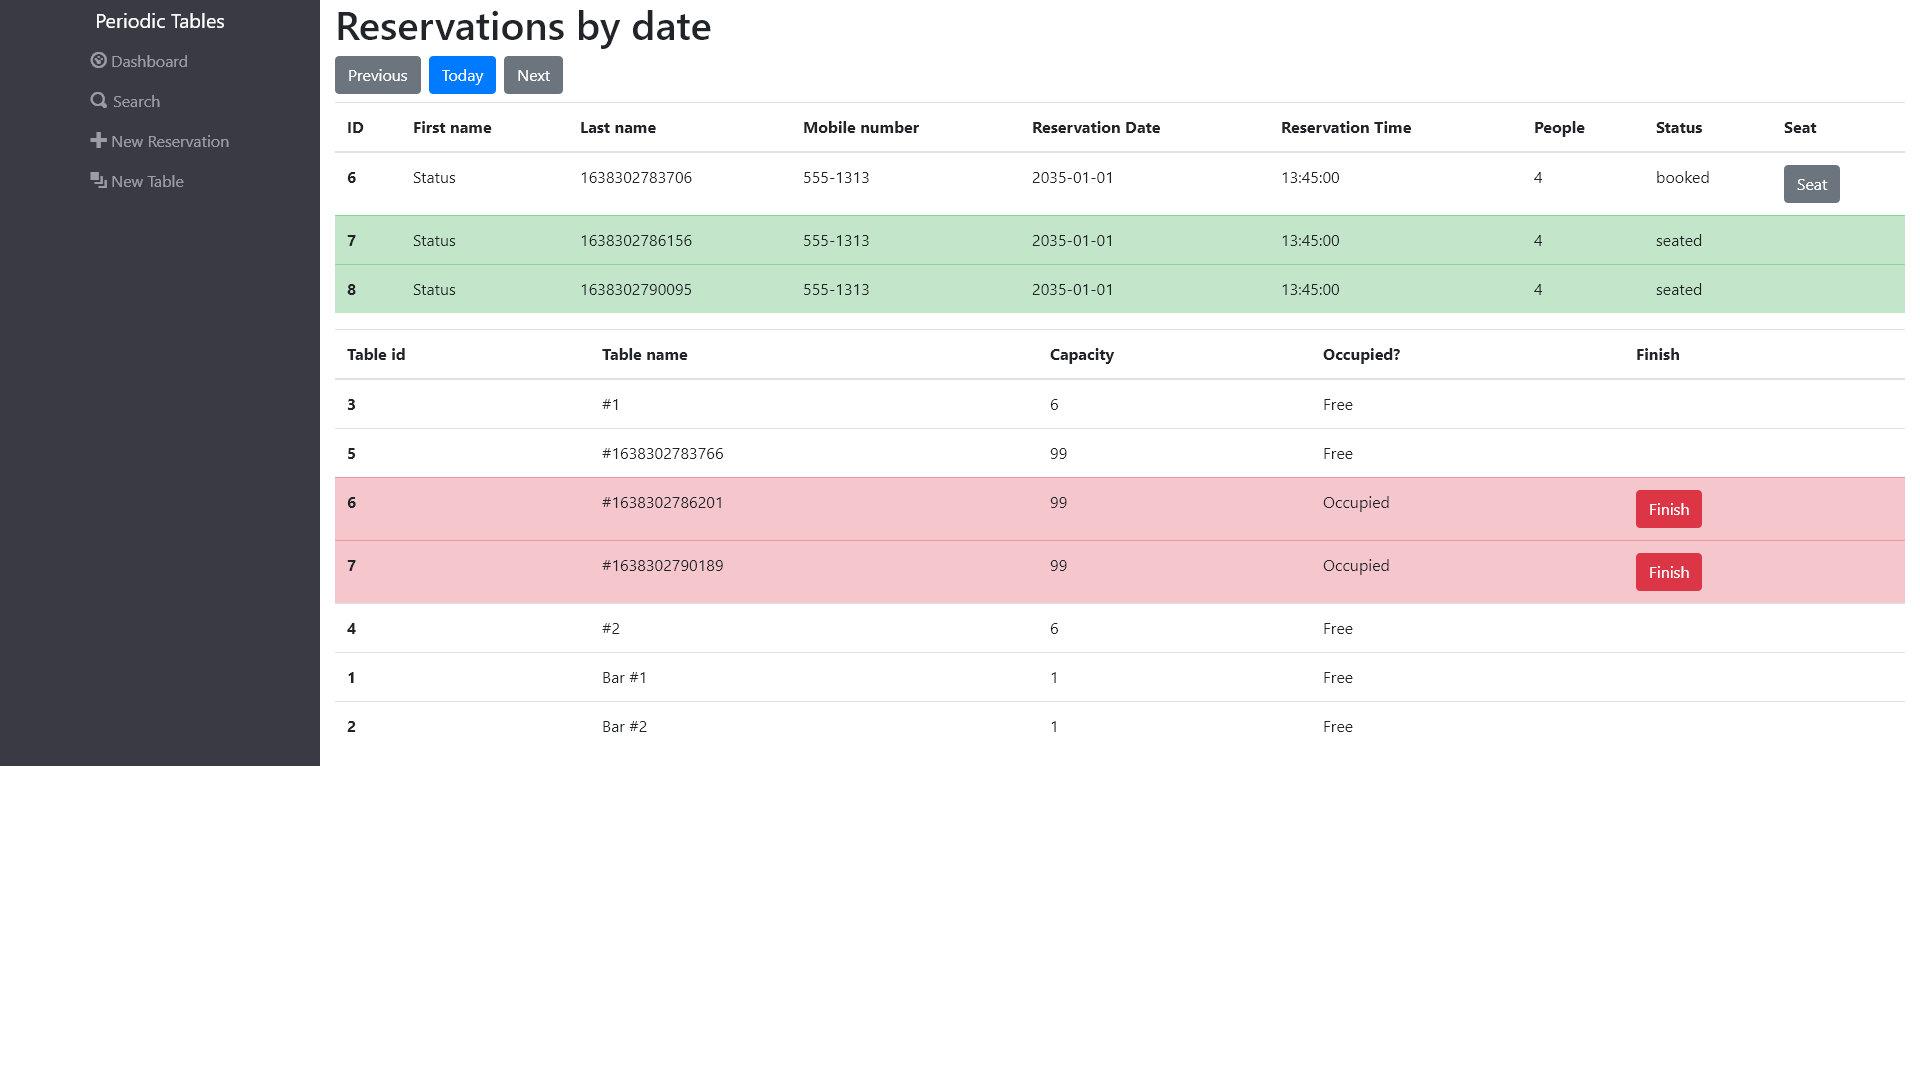 Periodic Tables
Dashboard
Search
New Reservation
New Table
Reservations by date
Previous Today Next
ID First name Last name Mobile number Reservation Date Reservation Time People Status Seat
6 Status 1638302783706 555-1313 2035-01-01 13:45:00 4 booked Seat
7 Status 1638302786156 555-1313 2035-01-01 13:45:00 4 seated
8 Status 1638302790095 555-1313 2035-01-01 13:45:00 4 seated
Table id Table name Capacity Occupied? Finish
3 #1 6 Free
5 #1638302783766 99 Free
6 #1638302786201 99 Occupied Finish
7 #1638302790189 99 Occupied Finish
4 #2 6 Free
1 Bar #1 1 Free
2 Bar #2 1 Free